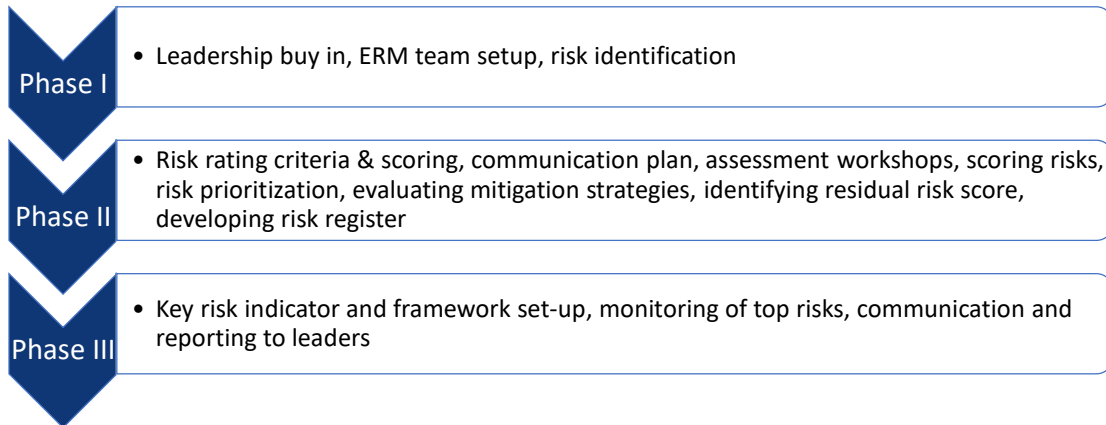 Phase I
• Leadership buy in, ERM team setup, risk identification
Phase II
• Risk rating criteria & scoring, communication plan, assessment workshops, scoring risks,
risk prioritization, evaluating mitigation strategies, identifying residual risk score,
developing risk register
Phase III
• Key risk indicator and framework set-up, monitoring of top risks, communication and
reporting to leaders